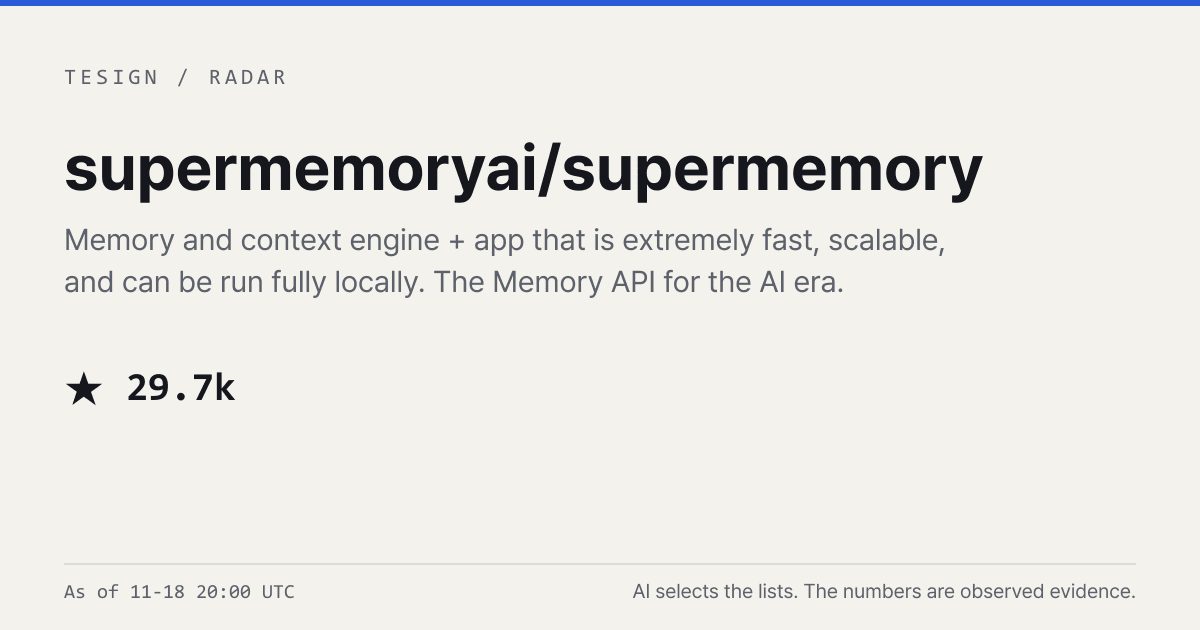 TESIGN / RADAR
supermemoryai/supermemory
Memory and context engine + app that is extremely fast, scalable,
and can be run fully locally. The Memory API for the AI era.
★ 29.7k
As of 11-18 20:00 UTC
AI selects the lists. The numbers are observed evidence.